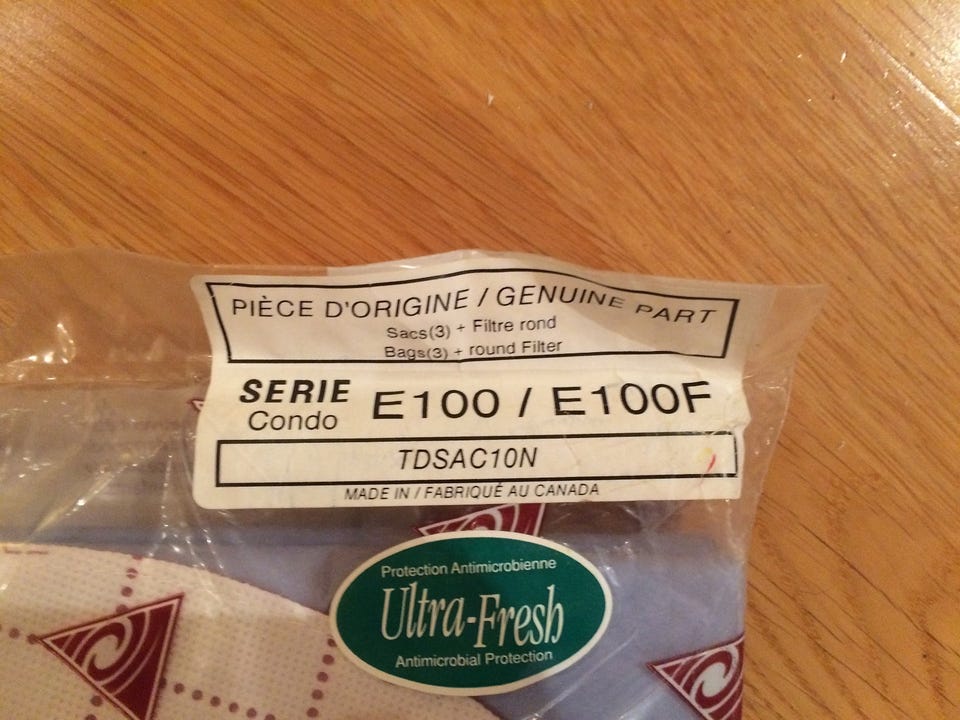 PIÈCE D'ORIGINE / GENUINE PART
Sacs(3) + Filtre rond
Bags(3) + round Filter
SERIE
Condo
E100 / E100F
TDSAC10N
MADE IN / FABRIQUÉ AU CANADA
Protection Antimicrobienne
Ultra-Fresh
Antimicrobial Protection